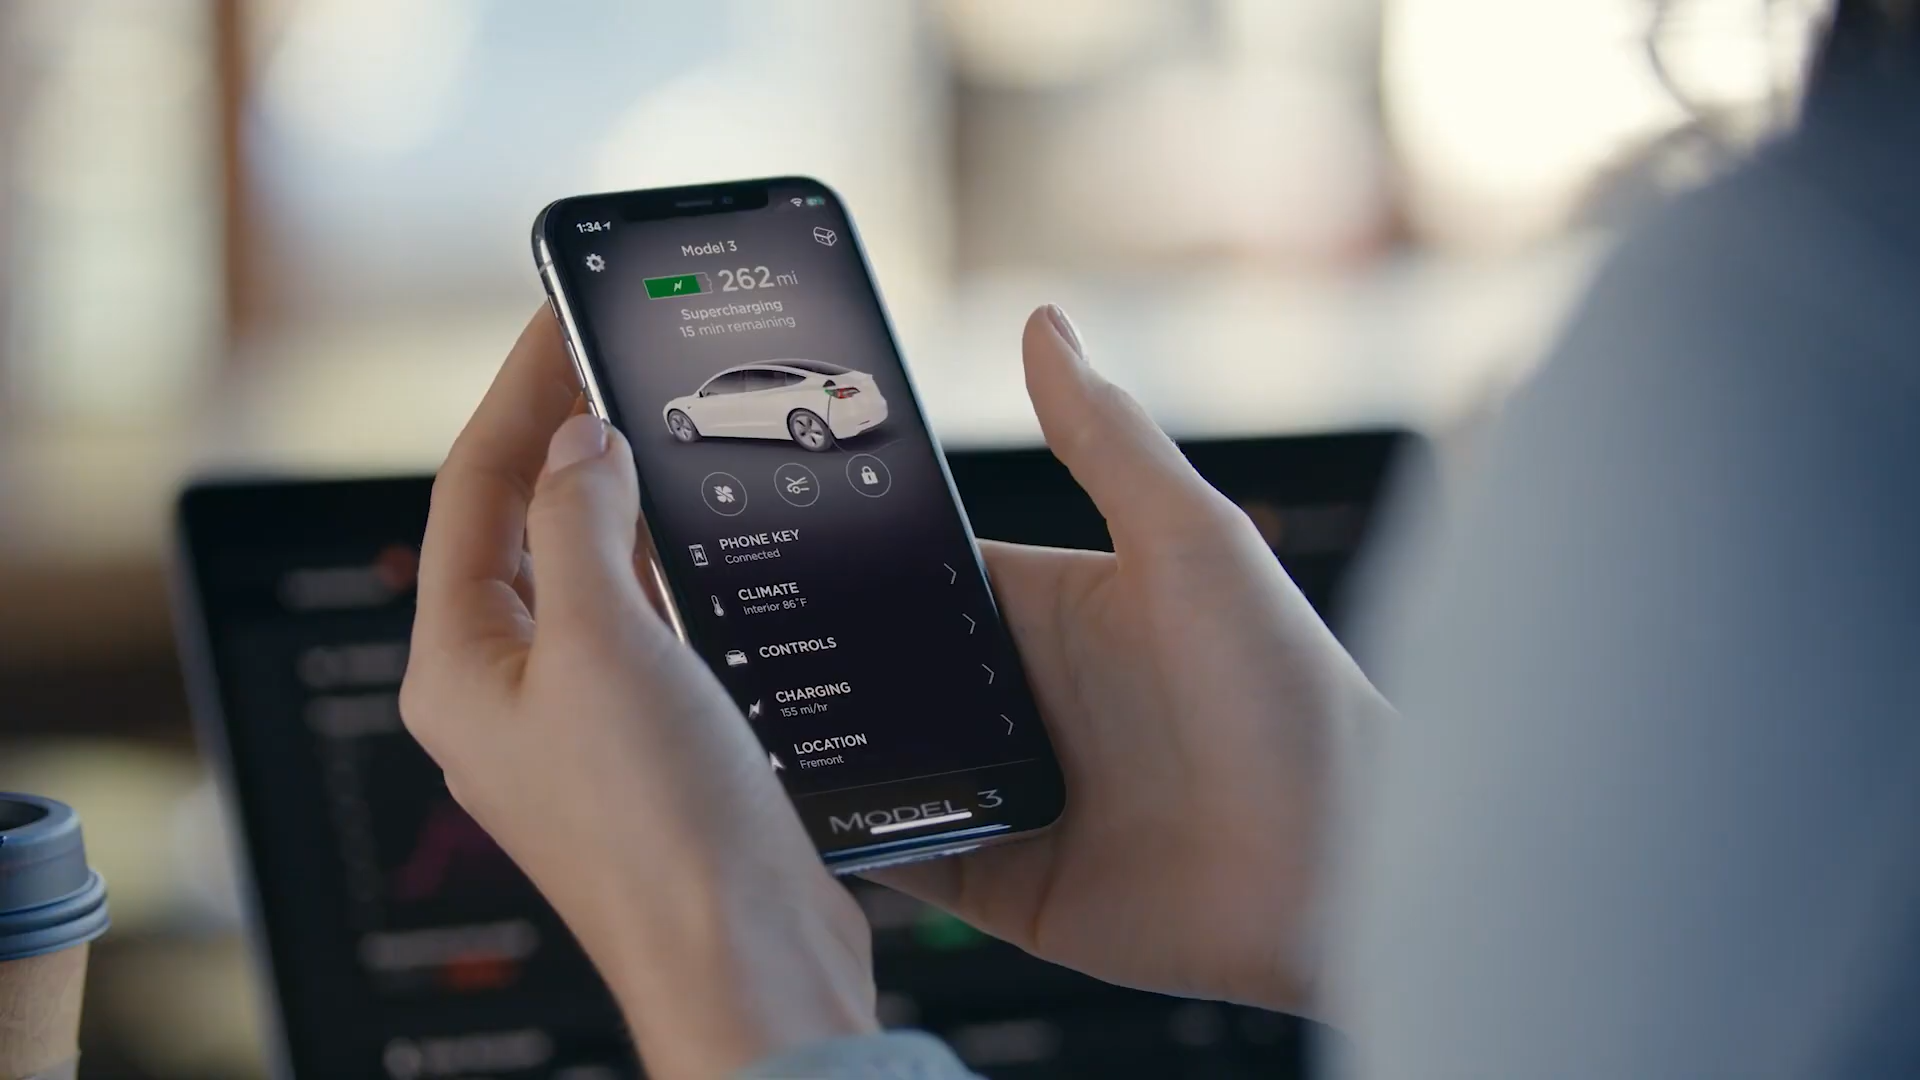 1:34
Model 3
262 mi
Supercharging
15 min remaining
PHONE KEY
Connected
CLIMATE
Interior 86°F
CONTROLS
CHARGING
155 mi/hr
LOCATION
Fremont
MODEL 3